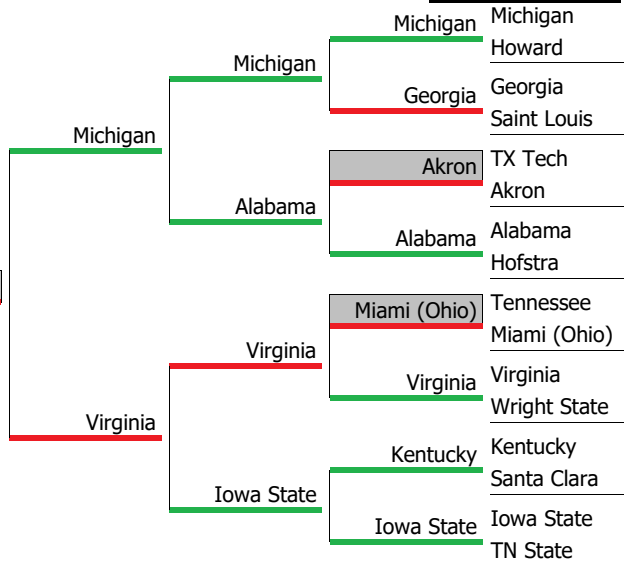 Michigan
Michigan
Howard
Michigan
Georgia
Georgia
Saint Louis
Michigan
Akron
TX Tech
Akron
Alabama
Alabama
Alabama
Hofstra
Miami (Ohio)
Tennessee
Miami (Ohio)
Virginia
Virginia
Virginia
Wright State
Virginia
Kentucky
Kentucky
Santa Clara
Iowa State
Iowa State
Iowa State
TN State